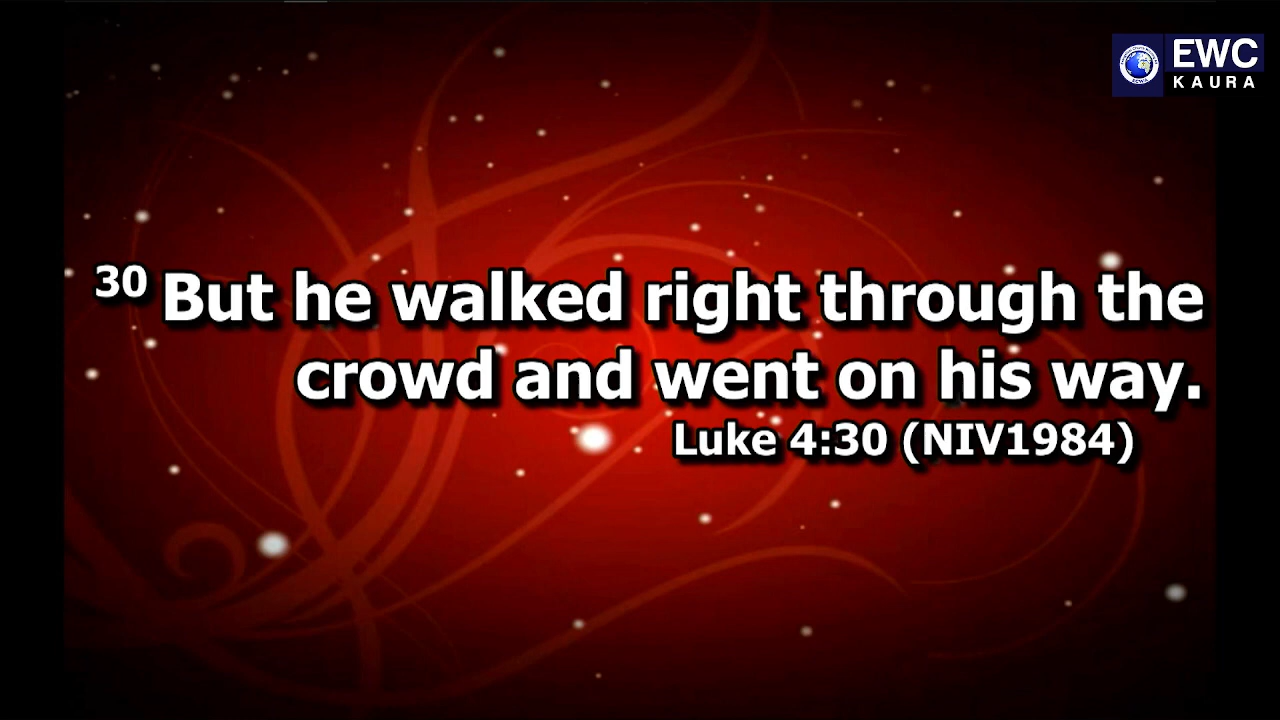 EWC
KAURA
30 But he walked right through the
crowd and went on his way.
Luke 4:30 (NIV1984)